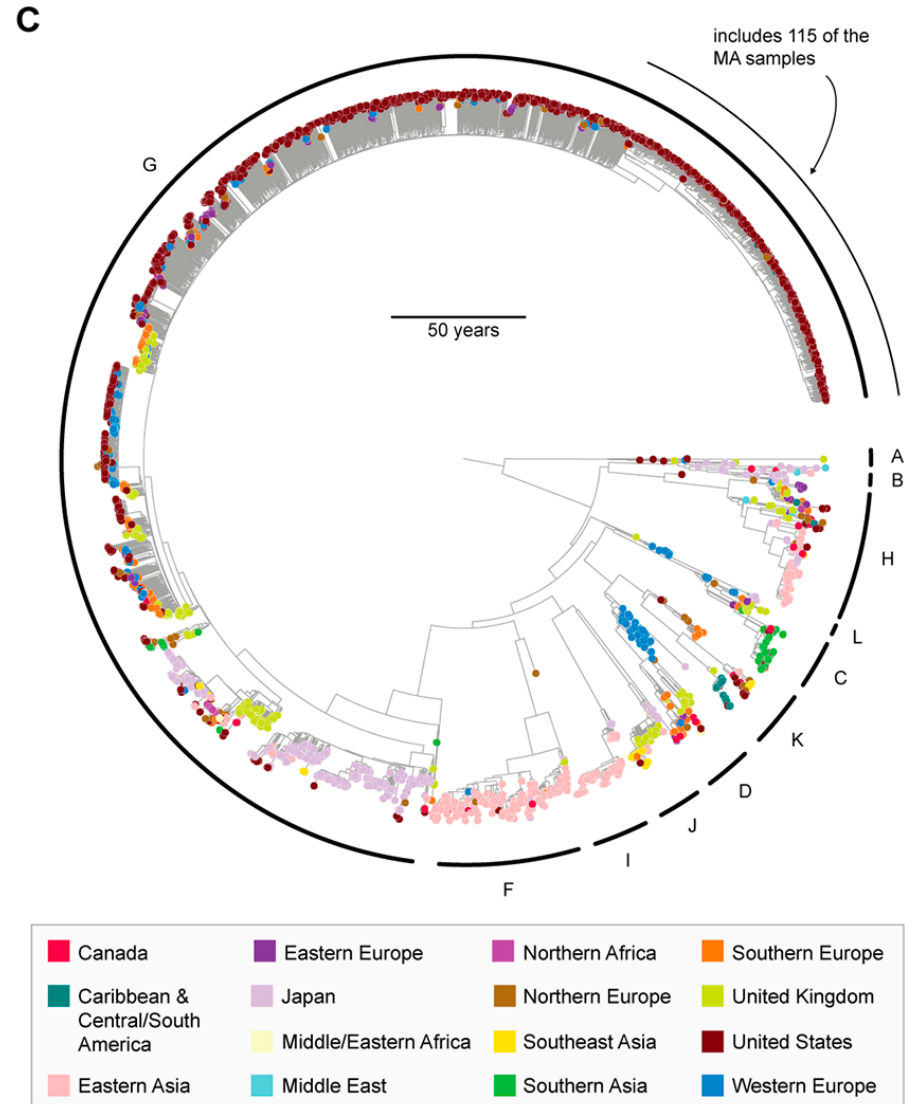 C
includes 115 of the
MA samples
G
50 years
A
B
H
L
C
K
D
J
I
F
Canada
Caribbean &
Central/South
America
Eastern Asia
Eastern Europe
Japan
Middle/Eastern Africa
Middle East
Northern Africa
Northern Europe
Southeast Asia
Southern Asia
Southern Europe
United Kingdom
United States
Western Europe